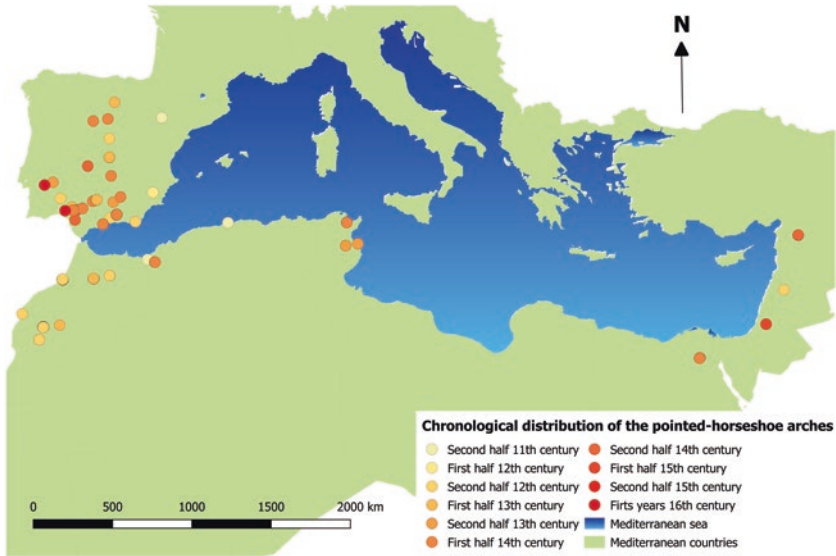 N
Chronological distribution of the pointed-horseshoe arches
Second half 11th century
First half 12th century
Second half 12th century
First half 13th century
Second half 13th century
First half 14th century
Second half 14th century
First half 15th century
Second half 15th century
Firts years 16th century
Mediterranean sea
Mediterranean countries
0 500 1000 1500 2000 km